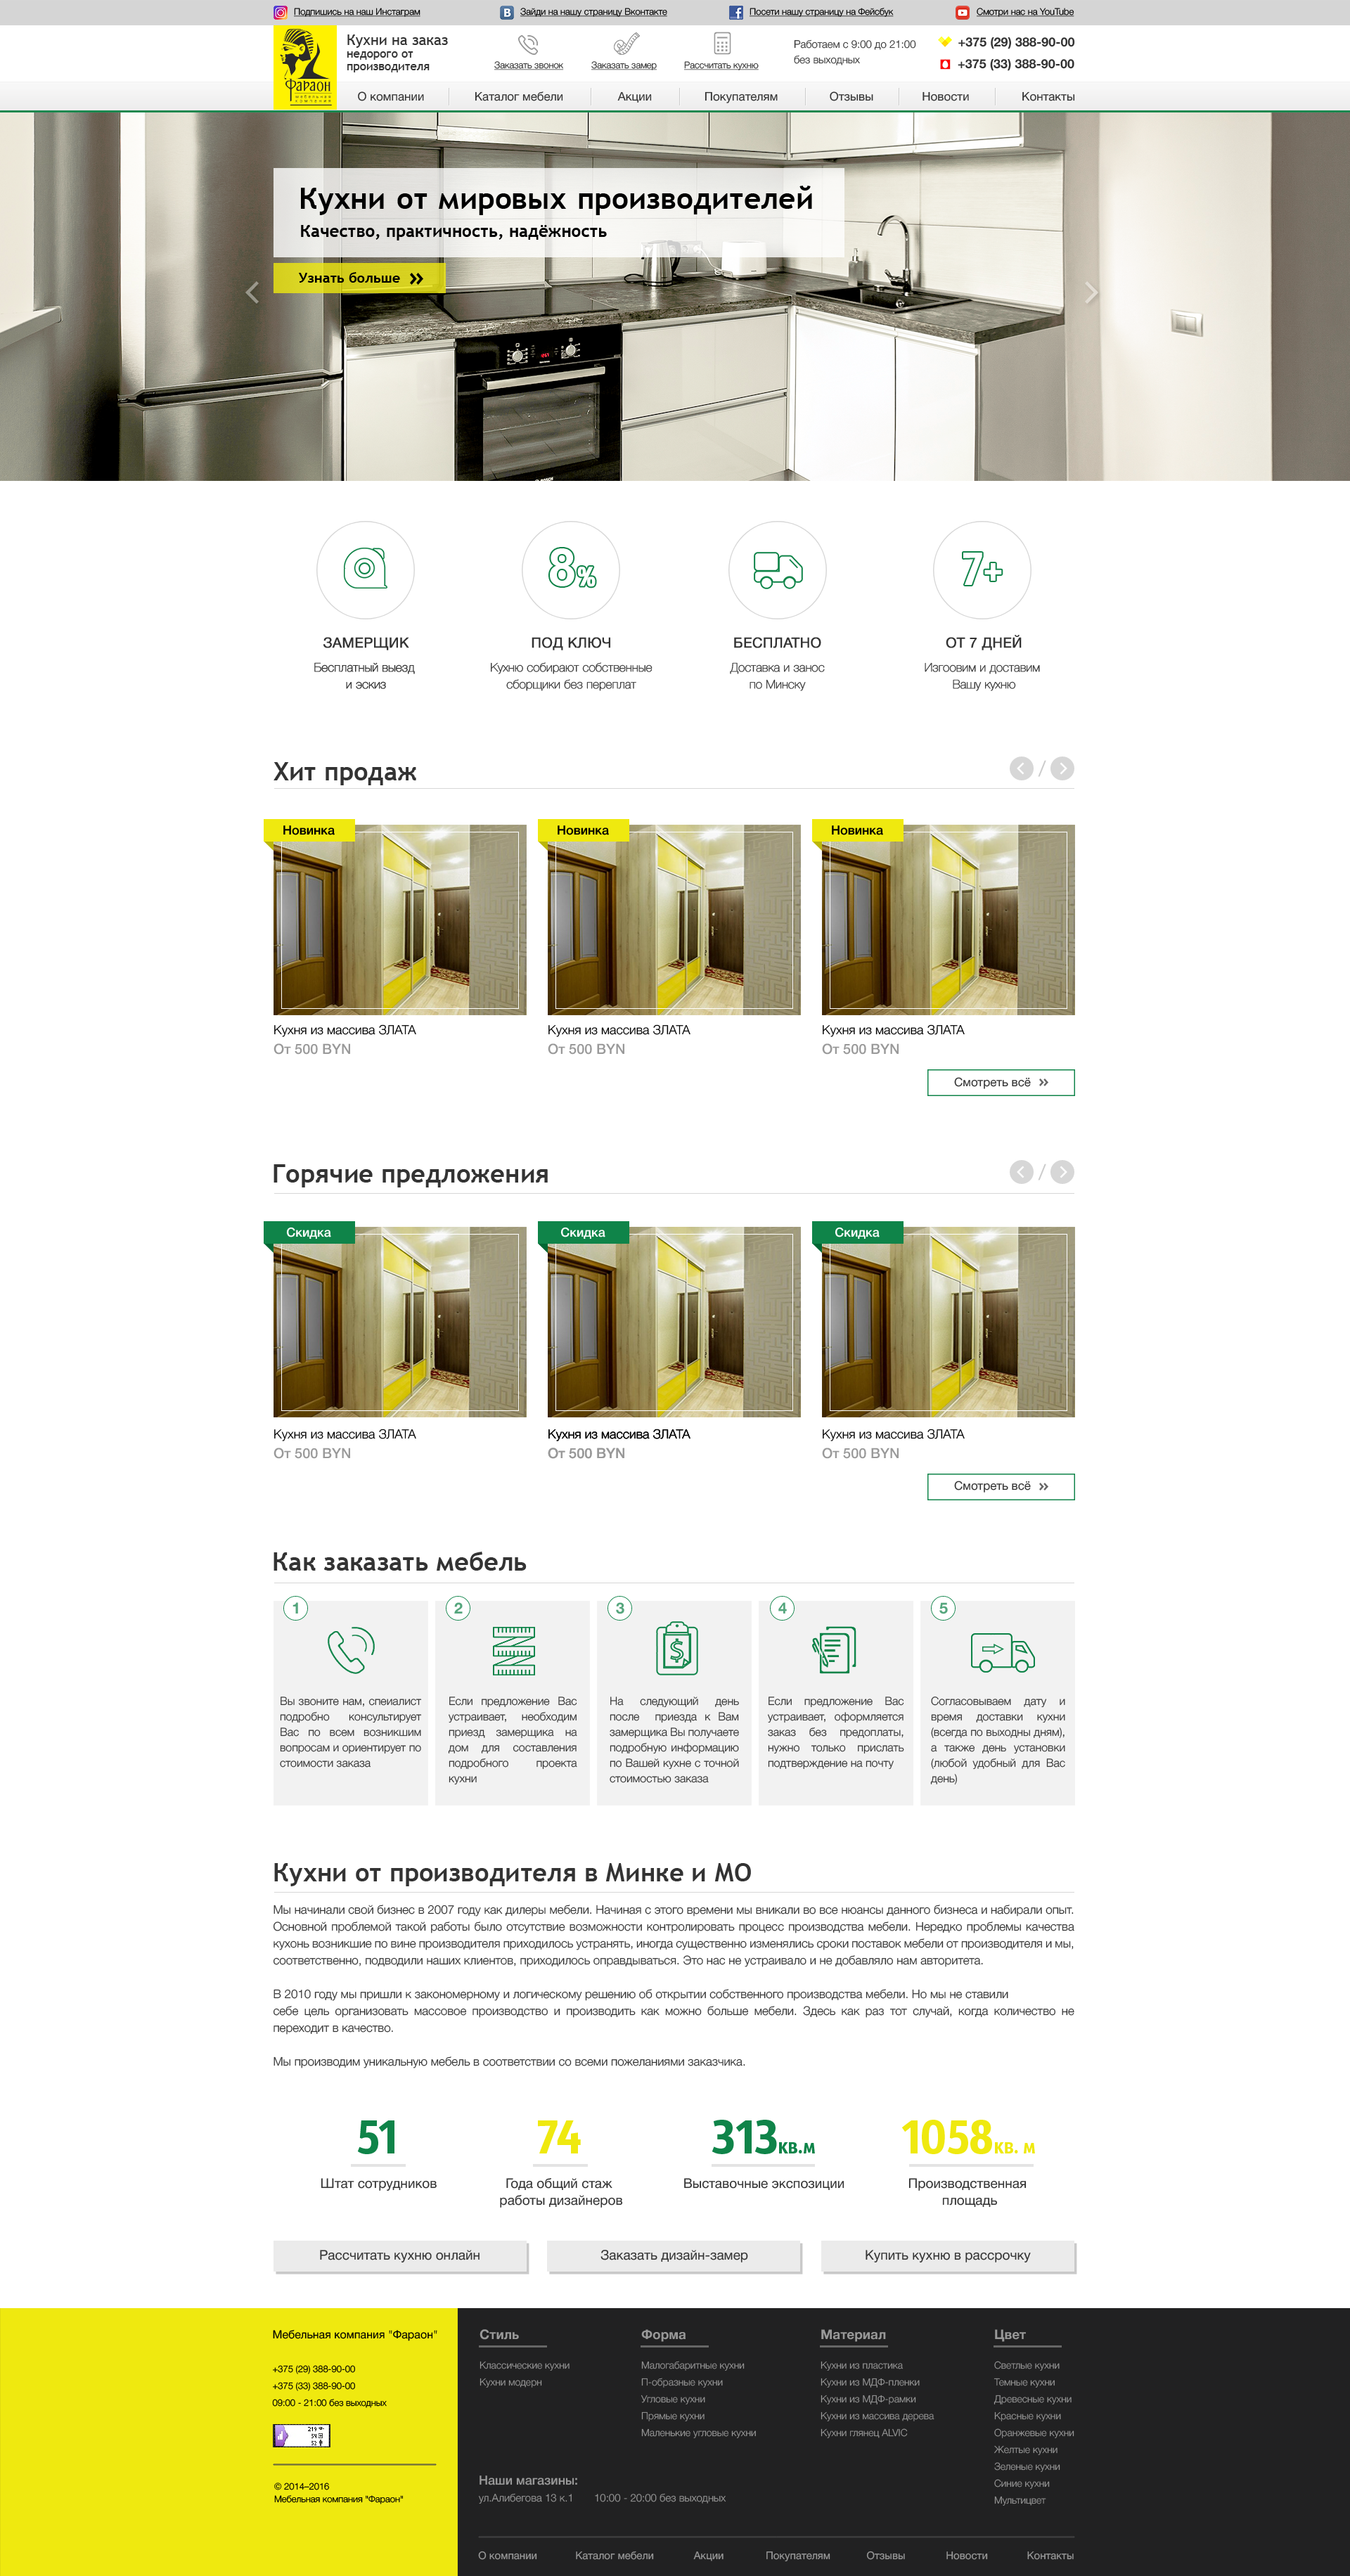 Подпишись на наш Инстаграм
Зайди на нашу страницу Вконтакте
Посети нашу страницу на Фейсбук
Смотри нас на YouTube
Фараон
мебельная компания
Кухни на заказ
недорого от
производителя
Заказать звонок
Заказать замер
Рассчитать кухню
Работаем с 9:00 до 21:00
без выходных
+375 (29) 388-90-00
+375 (33) 388-90-00
О компании
Каталог мебели
Акции
Покупателям
Отзывы
Новости
Контакты
Кухни от мировых производителей
Качество, практичность, надёжность
Узнать больше
8%
7+
ЗАМЕРЩИК
Бесплатный выезд
и эскиз
ПОД КЛЮЧ
Кухню собирают собственные
сборщики без переплат
БЕСПЛАТНО
Доставка и занос
по Минску
ОТ 7 ДНЕЙ
Изгоовим и доставим
Вашу кухню
Хит продаж
/
Новинка
Новинка
Новинка
Кухня из массива ЗЛАТА
От 500 BYN
Кухня из массива ЗЛАТА
От 500 BYN
Кухня из массива ЗЛАТА
От 500 BYN
Смотреть всё
Горячие предложения
/
Скидка
Скидка
Скидка
Кухня из массива ЗЛАТА
От 500 BYN
Кухня из массива ЗЛАТА
От 500 BYN
Кухня из массива ЗЛАТА
От 500 BYN
Смотреть всё
Как заказать мебель
1
Вы звоните нам, спеиалист
подробно консультирует
Вас по всем возникшим
вопросам и ориентирует по
стоимости заказа
2
Если предложение Вас
устраивает, необходим
приезд замерщика на
дом для составления
подробного проекта
кухни
3
$
На следующий день
после приезда к Вам
замерщика Вы получаете
подробную информацию
по Вашей кухне с точной
стоимостью заказа
4
Если предложение Вас
устраивает, оформляется
заказ без предоплаты,
нужно только прислать
подтверждение на почту
5
Согласовываем дату и
время доставки кухни
(всегда по выходны дням),
а также день установки
(любой удобный для Вас
день)
Кухни от производителя в Минке и МО
Мы начинали свой бизнес в 2007 году как дилеры мебели. Начиная с этого времени мы вникали во все нюансы данного бизнеса и набирали опыт.
Основной проблемой такой работы было отсутствие возможности контролировать процесс производства мебели. Нередко проблемы качества
кухонь возникшие по вине производителя приходилось устранять, иногда существенно изменялись сроки поставок мебели от производителя и мы,
соответственно, подводили наших клиентов, приходилось оправдываться. Это нас не устраивало и не добавляло нам авторитета.
В 2010 году мы пришли к закономерному и логическому решению об открытии собственного производства мебели. Но мы не ставили
себе цель организовать массовое производство и производить как можно больше мебели. Здесь как раз тот случай, когда количество не
переходит в качество.
Мы производим уникальную мебель в соответствии со всеми пожеланиями заказчика.
51
Штат сотрудников
74
Года общий стаж
работы дизайнеров
313кв.м
Выставочные экспозиции
1058кв. м
Производственная
площадь
Рассчитать кухню онлайн
Заказать дизайн-замер
Купить кухню в рассрочку
Мебельная компания "Фараон"
+375 (29) 388-90-00
+375 (33) 388-90-00
09:00 - 21:00 без выходных
© 2014–2016
Мебельная компания "Фараон"
Стиль
Классические кухни
Кухни модерн
Форма
Малогабаритные кухни
П-образные кухни
Угловые кухни
Прямые кухни
Маленькие угловые кухни
Материал
Кухни из пластика
Кухни из МДФ-пленки
Кухни из МДФ-рамки
Кухни из массива дерева
Кухни глянец ALVIC
Цвет
Светлые кухни
Темные кухни
Древесные кухни
Красные кухни
Оранжевые кухни
Желтые кухни
Зеленые кухни
Синие кухни
Мультицвет
Наши магазины:
ул.Алибегова 13 к.1
10:00 - 20:00 без выходных
О компании
Каталог мебели
Акции
Покупателям
Отзывы
Новости
Контакты